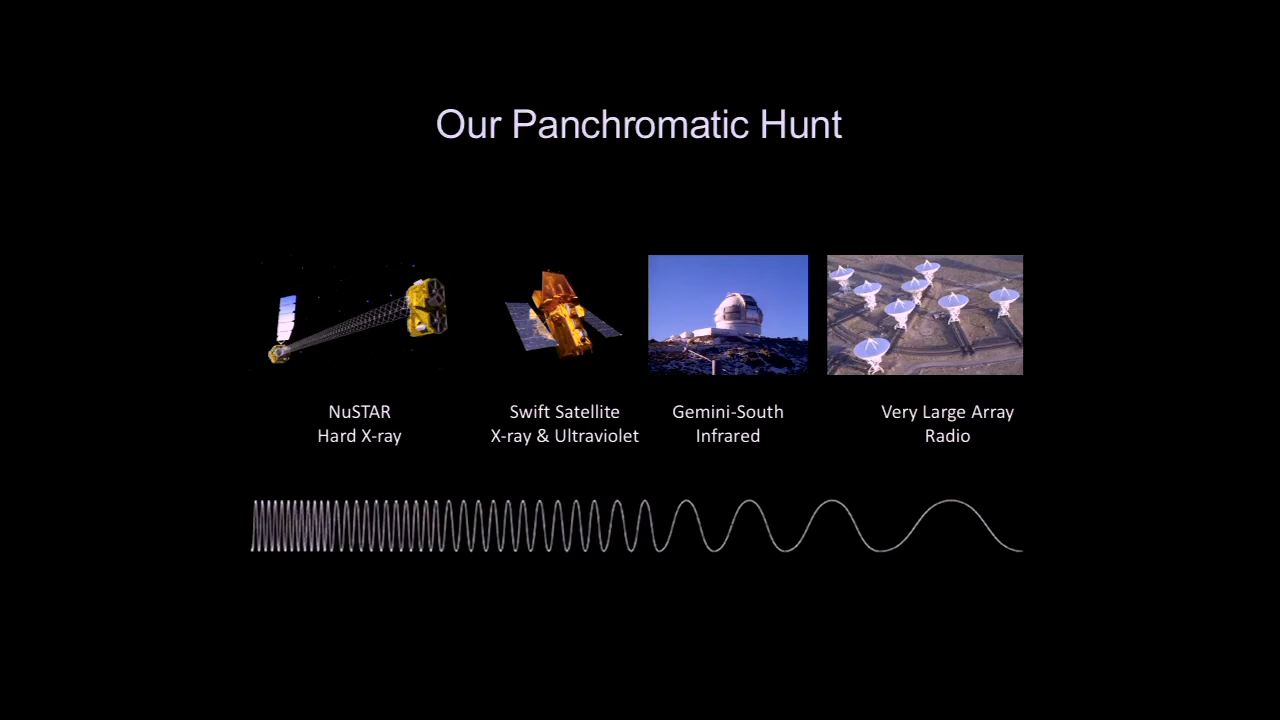 Our Panchromatic Hunt
NuSTAR
Hard X-ray
Swift Satellite
X-ray & Ultraviolet
Gemini-South
Infrared
Very Large Array
Radio